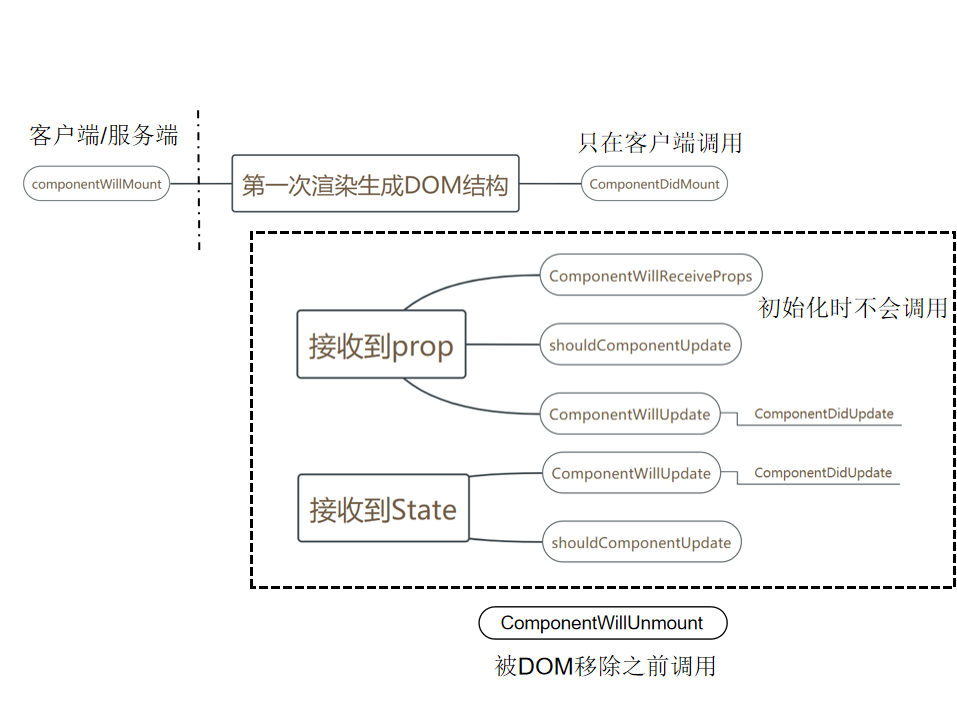 客户端/服务端
只在客户端调用
componentWillMount
第一次渲染生成DOM结构
ComponentDidMount
ComponentWillReceiveProps
初始化时不会调用
接收到prop
shouldComponentUpdate
ComponentWillUpdate
ComponentDidUpdate
ComponentWillUpdate
ComponentDidUpdate
接收到State
shouldComponentUpdate
ComponentWillUnmount
被DOM移除之前调用